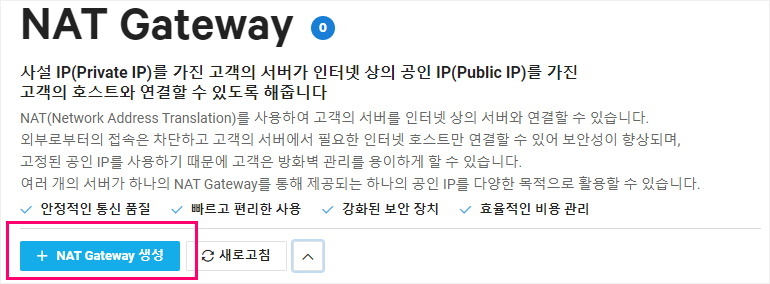 NAT Gateway 0
사설 IP(Private IP)를 가진 고객의 서버가 인터넷 상의 공인 IP(Public IP)를 가진
고객의 호스트와 연결할 수 있도록 해줍니다
NAT(Network Address Translation)를 사용하여 고객의 서버를 인터넷 상의 서버와 연결할 수 있습니다.
외부로부터의 접속은 차단하고 고객의 서버에서 필요한 인터넷 호스트만 연결할 수 있어 보안성이 향상되며,
고정된 공인 IP를 사용하기 때문에 고객은 방화벽 관리를 용이하게 할 수 있습니다.
여러 개의 서버가 하나의 NAT Gateway를 통해 제공되는 하나의 공인 IP를 다양한 목적으로 활용할 수 있습니다.
안정적인 통신 품질 빠르고 편리한 사용 강화된 보안 장치 효율적인 비용 관리
+ NAT Gateway 생성 새로고침